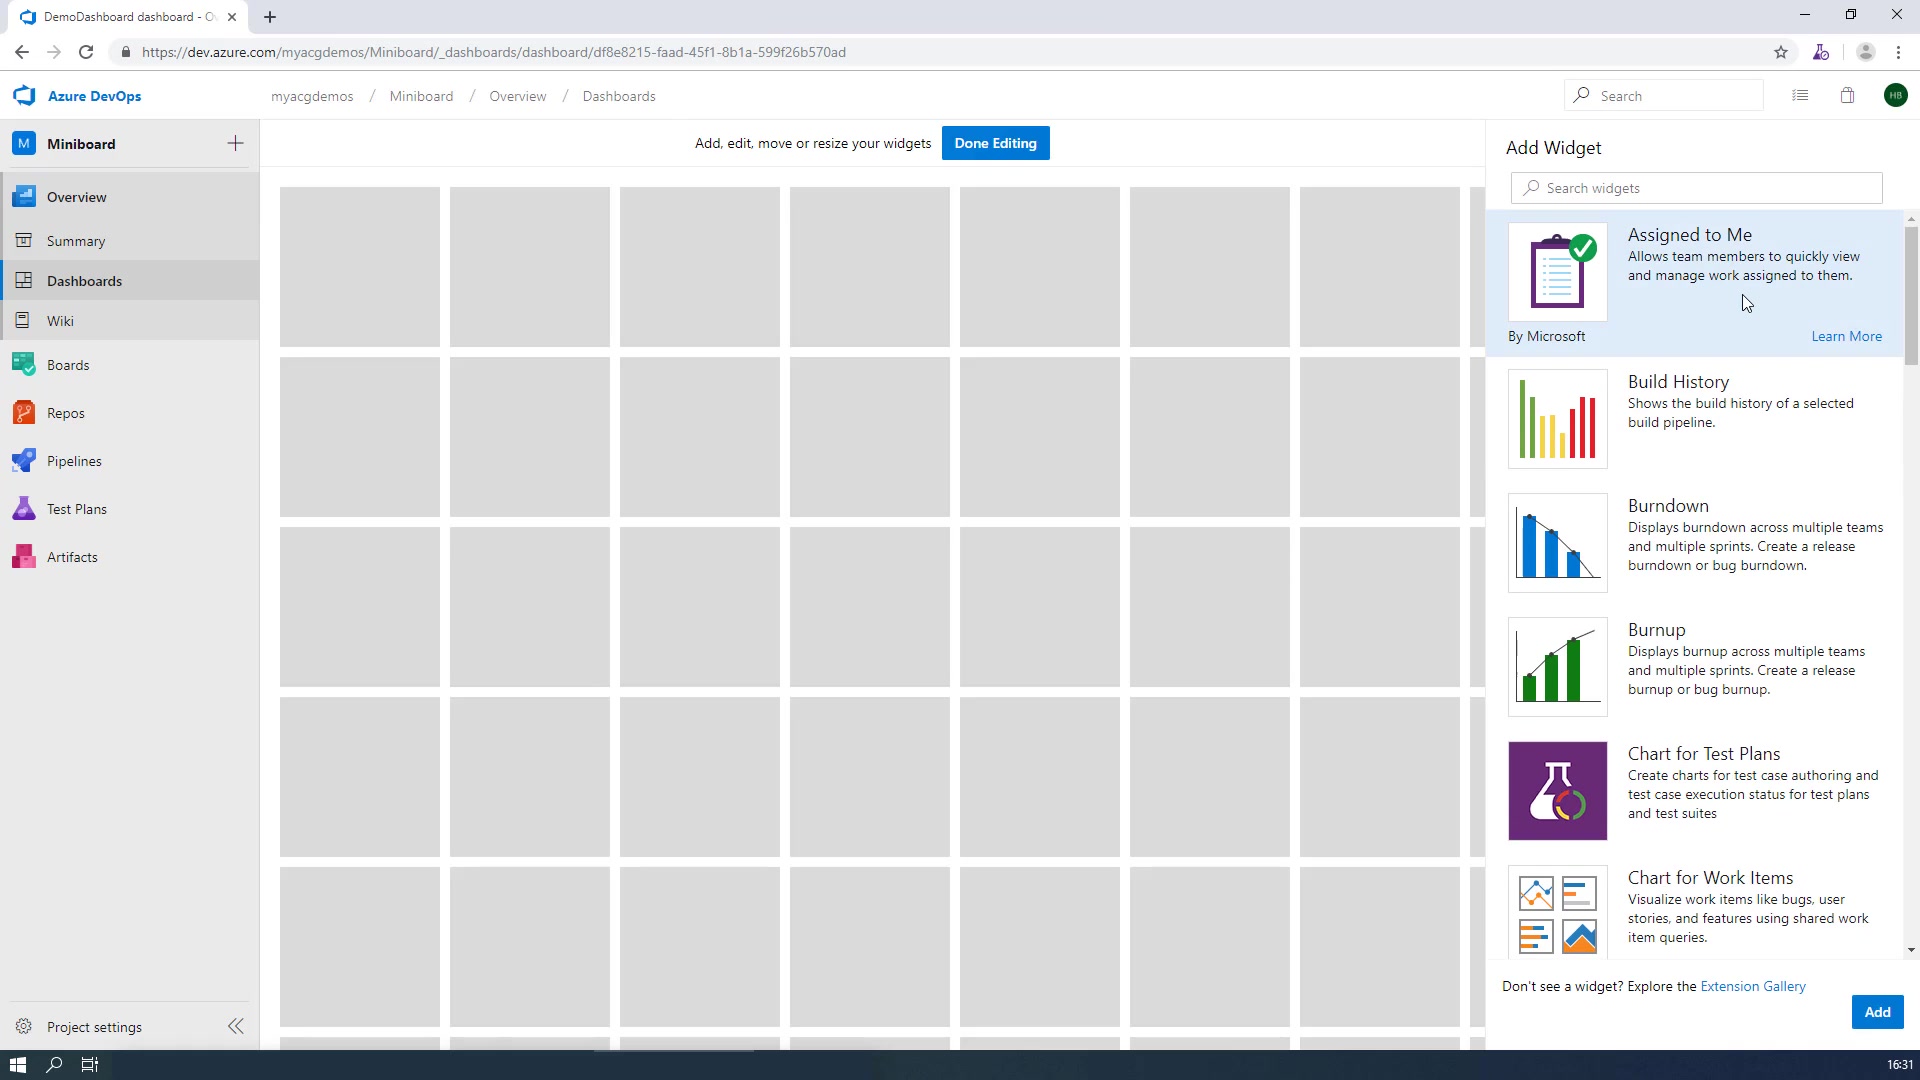 DemoDashboard dashboard - Ov
https://dev.azure.com/myacgdemos/Miniboard/_dashboards/dashboard/df8e8215-faad-45f1-8b1a-599f26b570ad
Azure DevOps
myacgdemos / Miniboard / Overview / Dashboards
Search
HB
M Miniboard
Add, edit, move or resize your widgets
Done Editing
Overview
Summary
Dashboards
Wiki
Boards
Repos
Pipelines
Test Plans
Artifacts
Project settings
Add Widget
Search widgets
Assigned to Me
Allows team members to quickly view
and manage work assigned to them.
By Microsoft
Learn More
Build History
Shows the build history of a selected
build pipeline.
Burndown
Displays burndown across multiple teams
and multiple sprints. Create a release
burndown or bug burndown.
Burnup
Displays burnup across multiple teams
and multiple sprints. Create a release
burnup or bug burnup.
Chart for Test Plans
Create charts for test case authoring and
test case execution status for test plans
and test suites
Chart for Work Items
Visualize work items like bugs, user
stories, and features using shared work
item queries.
Don't see a widget? Explore the Extension Gallery
Add
16:31